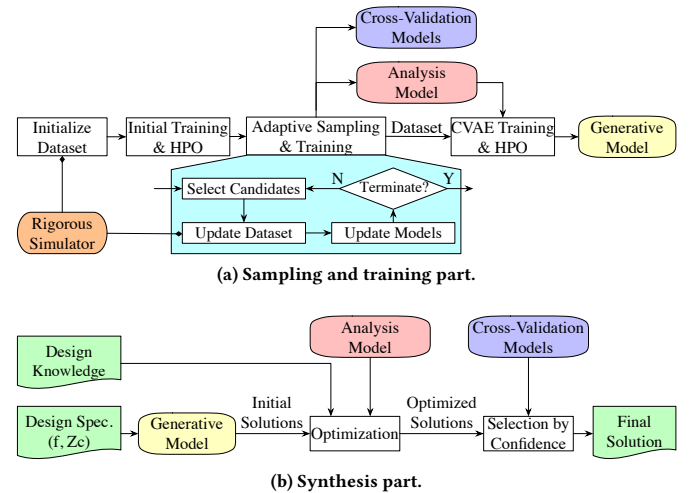 Cross-Validation
Models
Analysis
Model
Initialize
Dataset
Initial Training
& HPO
Adaptive Sampling
& Training
Dataset
CVAE Training
& HPO
Generative
Model
N
Y
Select Candidates
Terminate?
Rigorous
Simulator
Update Dataset
Update Models
(a) Sampling and training part.
Analysis
Model
Cross-Validation
Models
Design
Knowledge
Design Spec.
(f, Zc)
Generative
Model
Initial
Solutions
Optimization
Optimized
Solutions
Selection by
Confidence
Final
Solution
(b) Synthesis part.